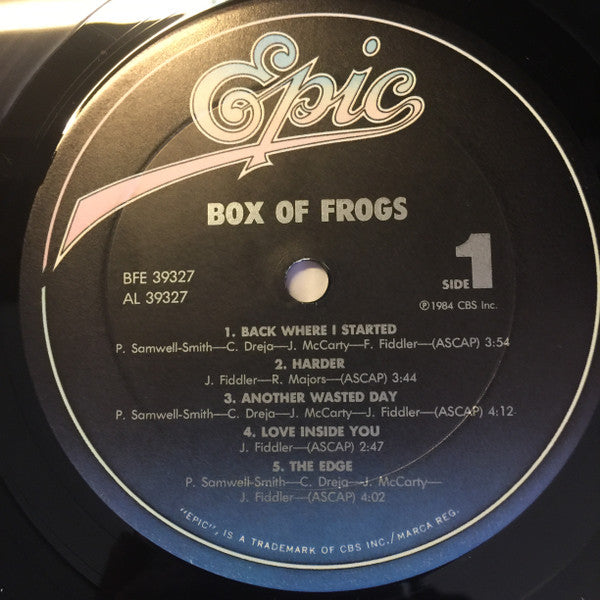 Epic
BOX OF FROGS
BFE 39327
AL 39327
SIDE 1
℗ 1984 CBS Inc.
1. BACK WHERE I STARTED
P. Samwell-Smith—C. Dreja—J. McCarty—F. Fiddler—(ASCAP) 3:54
2. HARDER
J. Fiddler—R. Majors—(ASCAP) 3:44
3. ANOTHER WASTED DAY
P. Samwell-Smith—C. Dreja—J. McCarty—J. Fiddler—(ASCAP) 4:12
4. LOVE INSIDE YOU
J. Fiddler—(ASCAP) 2:47
5. THE EDGE
P. Samwell-Smith—C. Dreja—J. McCarty—
J. Fiddler—(ASCAP) 4:02
"EPIC", IS A TRADEMARK OF CBS INC./MARCA REG.